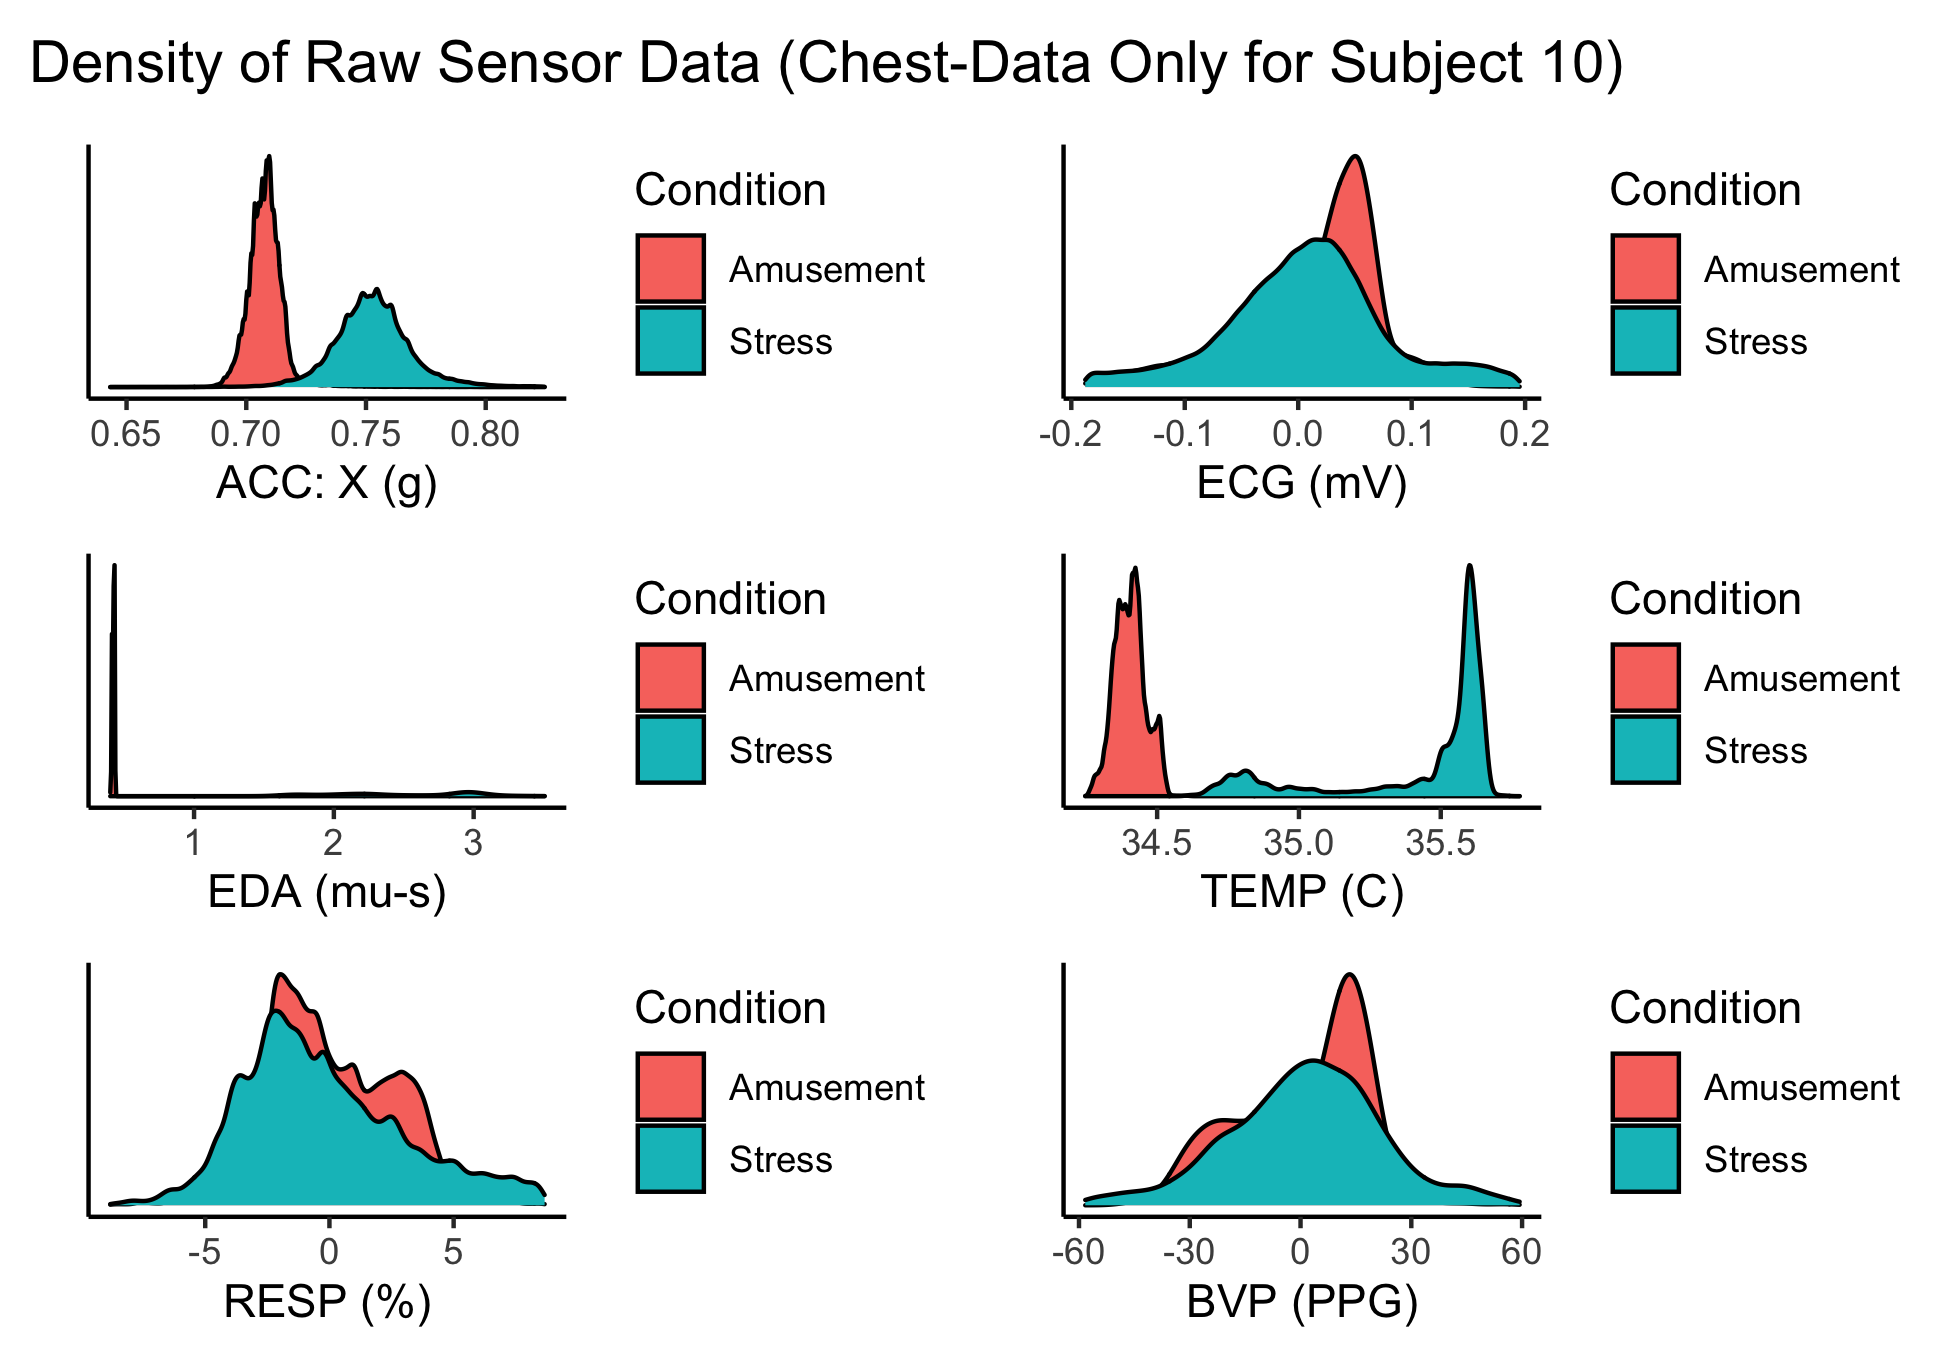 Density of Raw Sensor Data (Chest-Data Only for Subject 10)
Condition
Amusement
Stress
0.65 0.70 0.75 0.80
ACC: X (g)
Condition
Amusement
Stress
-0.2 -0.1 0.0 0.1 0.2
ECG (mV)
Condition
Amusement
Stress
1 2 3
EDA (mu-s)
Condition
Amusement
Stress
34.5 35.0 35.5
TEMP (C)
Condition
Amusement
Stress
-5 0 5
RESP (%)
Condition
Amusement
Stress
-60 -30 0 30 60
BVP (PPG)